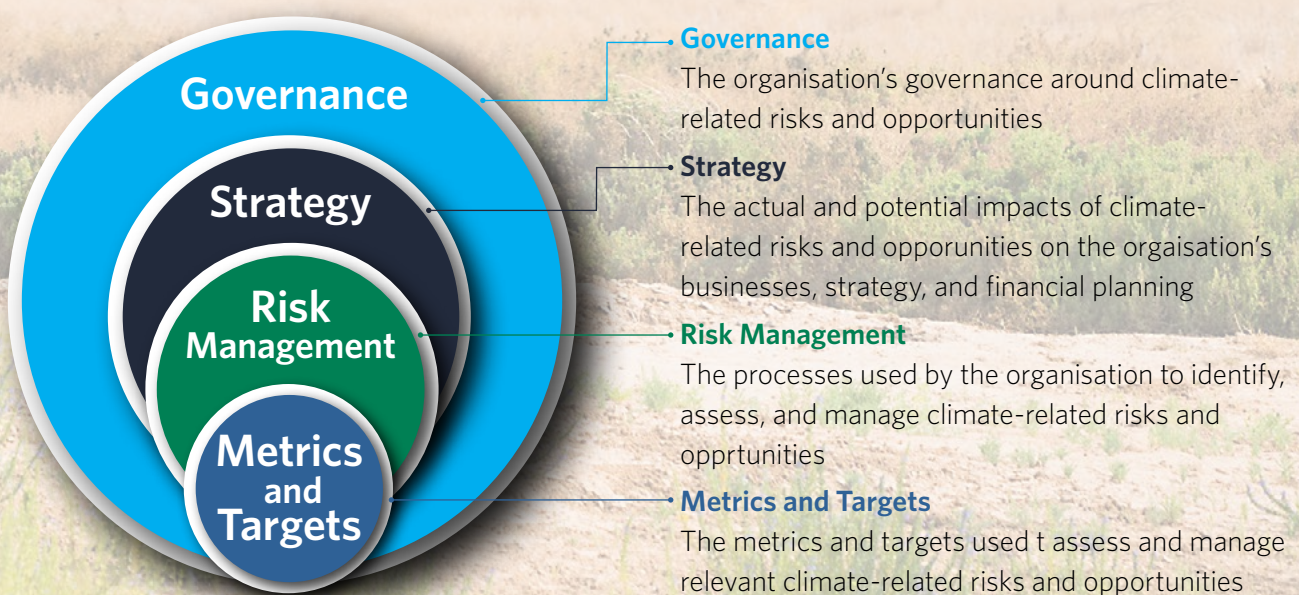 Governance
Strategy
Risk
Management
Metrics
and
Targets
Governance
The organisation's governance around climate-
related risks and opportunities
Strategy
The actual and potential impacts of climate-
related risks and opporunities on the orgaisation's
businesses, strategy, and financial planning
Risk Management
The processes used by the organisation to identify,
assess, and manage climate-related risks and
opprtunities
Metrics and Targets
The metrics and targets used t assess and manage
relevant climate-related risks and opportunities